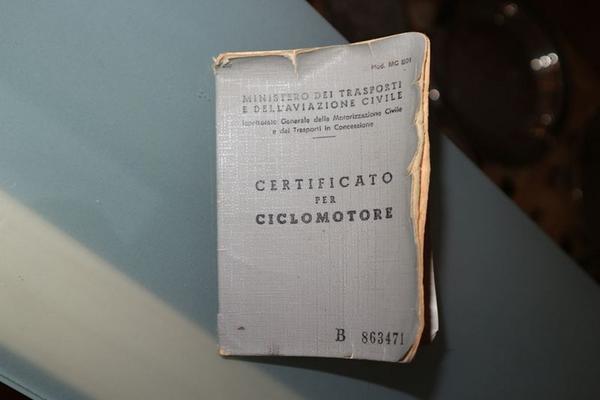 Mod. MC 801
MINISTERO DEI TRASPORTI
E DELL'AVIAZIONE CIVILE
Ispettorato Generale della Motorizzazione Civile
e dei Trasporti in Concessione
CERTIFICATO
PER
CICLOMOTORE
B 863471